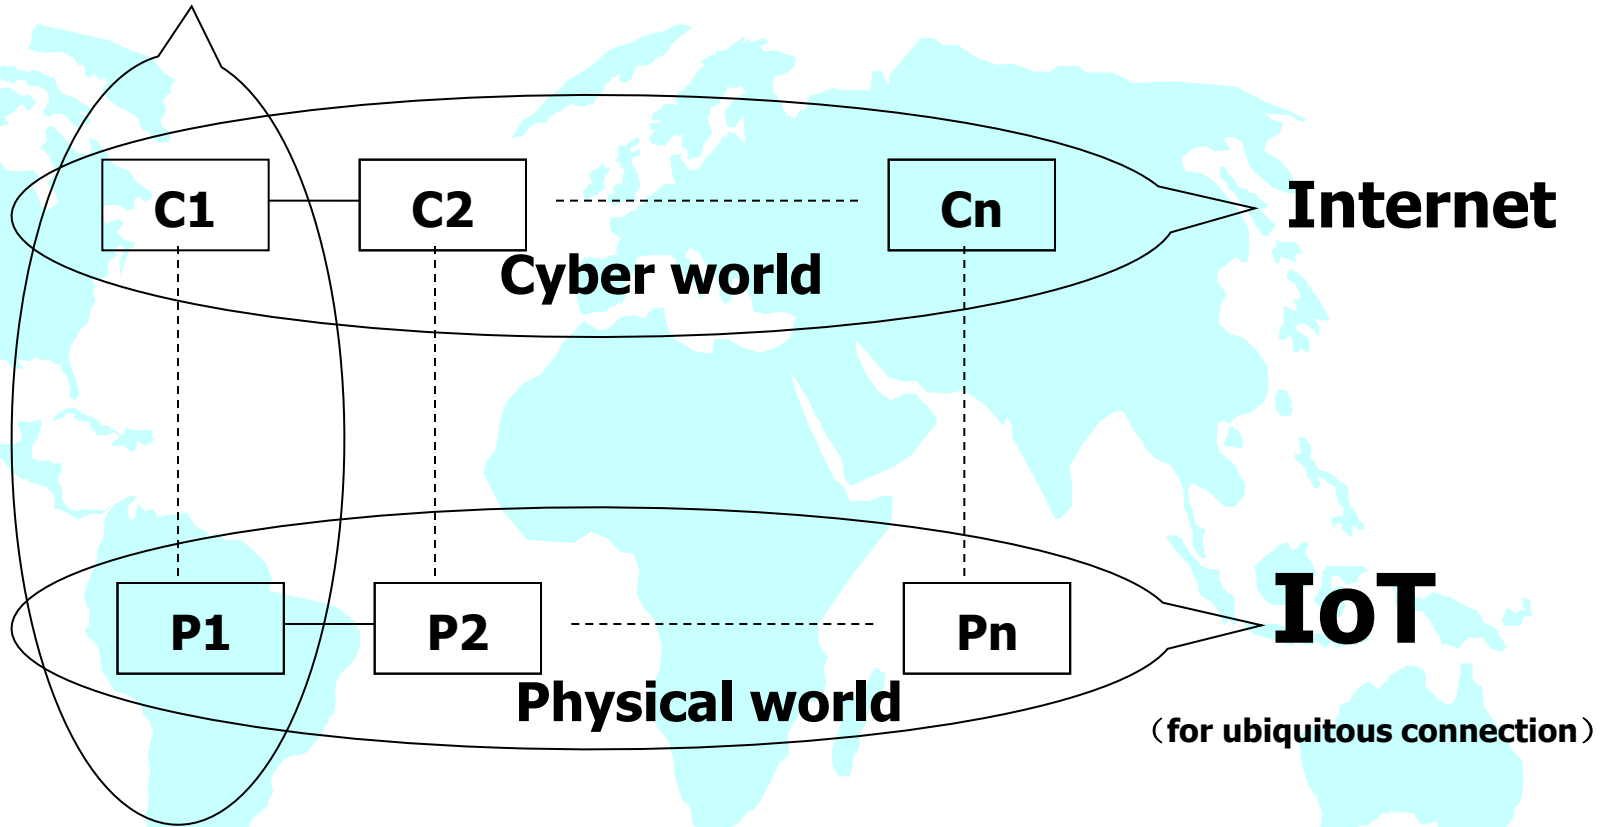 C1
C2
Cn
Internet
Cyber world
P1
P2
Pn
IoT
Physical world
（for ubiquitous connection）